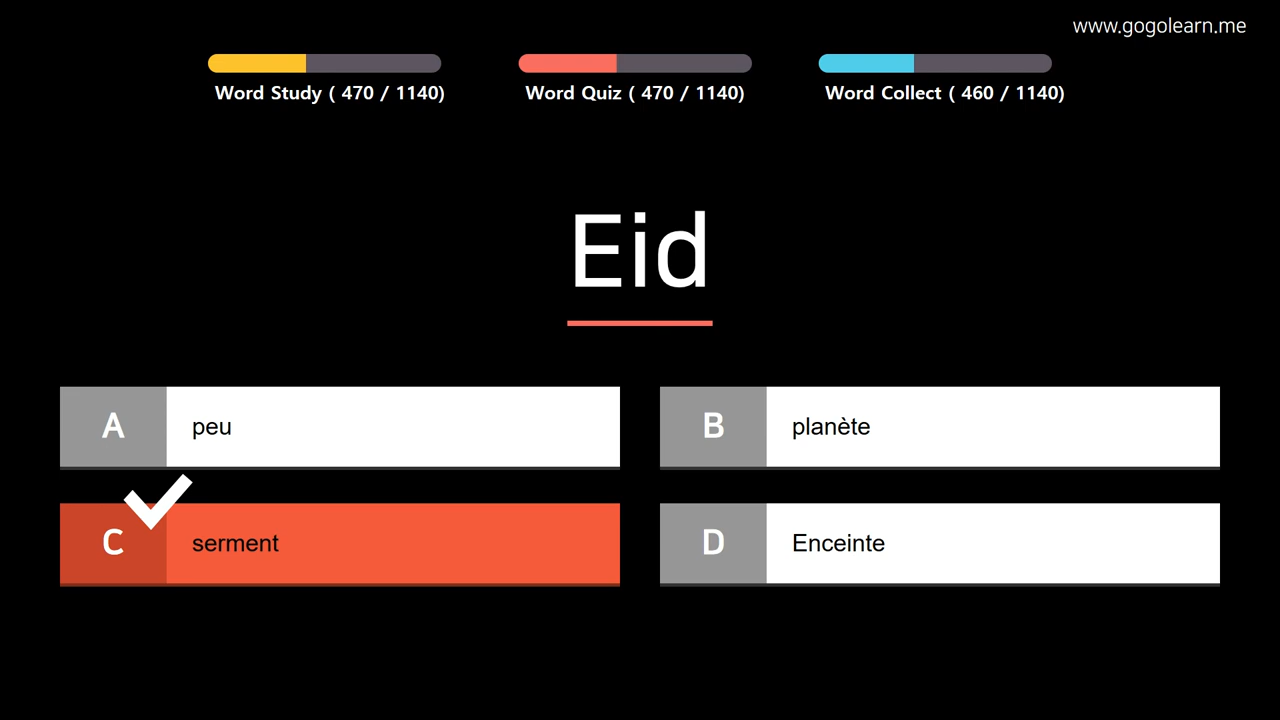 www.gogolearn.me
Word Study ( 470 / 1140)
Word Quiz ( 470 / 1140)
Word Collect ( 460 / 1140)
Eid
A
peu
B
planète
C
serment
D
Enceinte